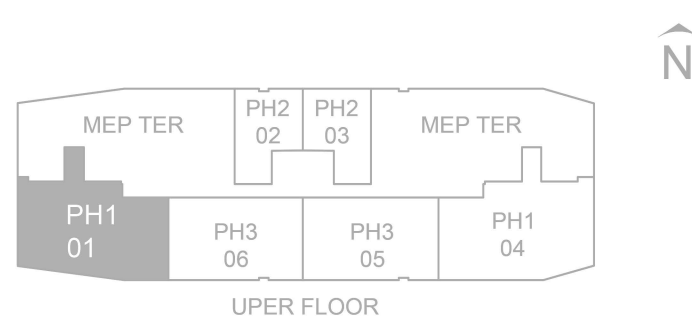 N
MEP TER
PH2
02
PH2
03
MEP TER
PH1
01
PH3
06
PH3
05
PH1
04
UPER FLOOR